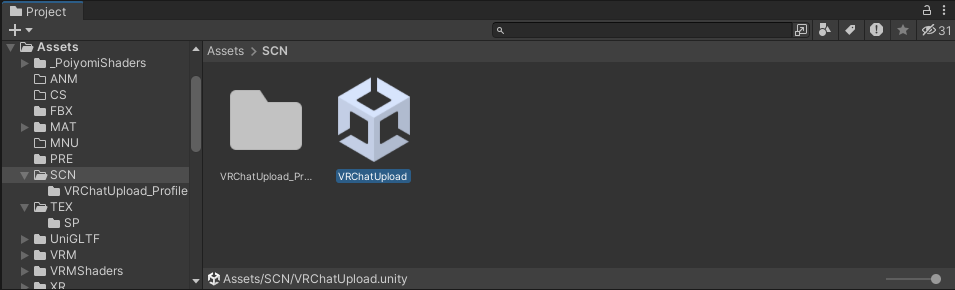 Project
31
Assets
_PoiyomiShaders
ANM
CS
FBX
MAT
MNU
PRE
SCN
VRChatUpload_Profile
TEX
SP
UniGLTF
VRM
VRMShaders
XR
Assets > SCN
VRChatUpload_Pr...
VRChatUpload
Assets/SCN/VRChatUpload.unity